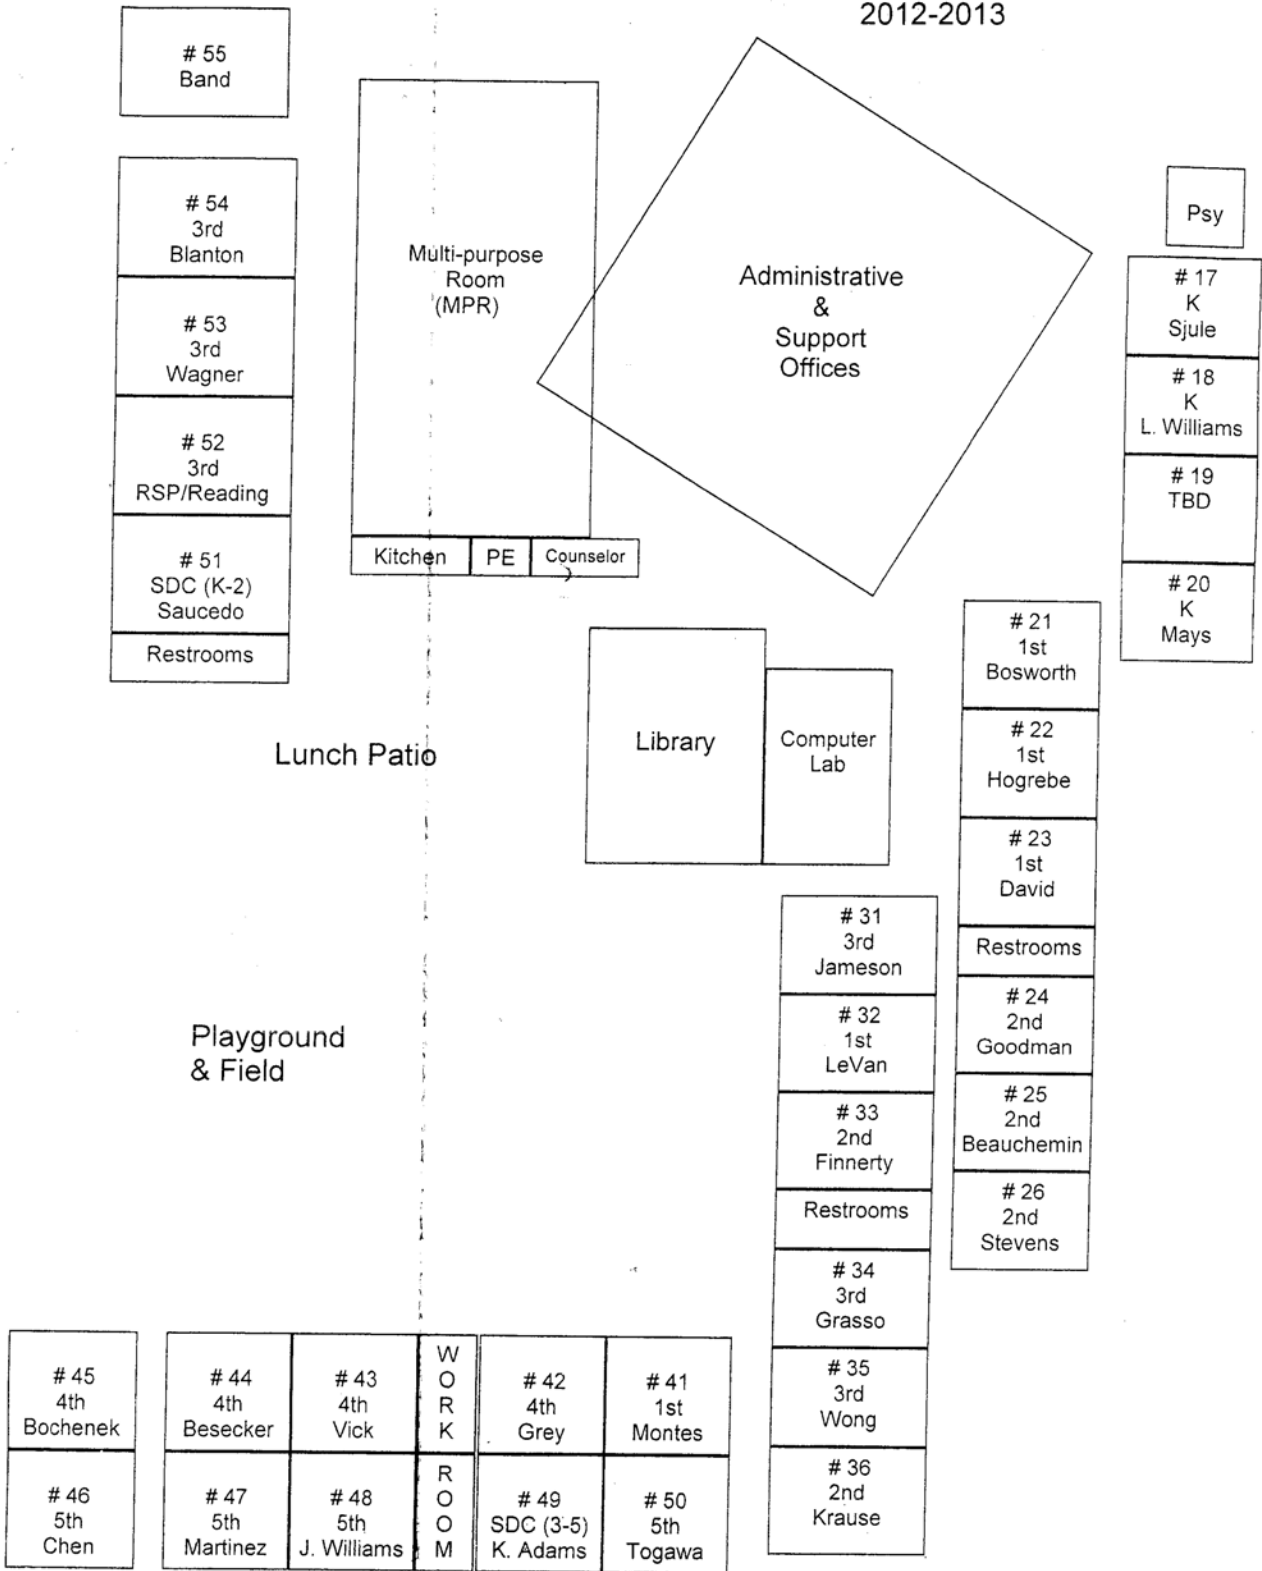 2012-2013
# 55
Band
# 54
3rd
Blanton
# 53
3rd
Wagner
# 52
3rd
RSP/Reading
# 51
SDC (K-2)
Saucedo
Restrooms
Multi-purpose
Room
(MPR)
Kitchen
PE
Counselor
Administrative
&
Support
Offices
Psy
# 17
K
Sjule
# 18
K
L. Williams
# 19
TBD
# 20
K
Mays
Lunch Patio
Library
Computer
Lab
# 21
1st
Bosworth
# 22
1st
Hogrebe
# 23
1st
David
Restrooms
# 24
2nd
Goodman
# 25
2nd
Beauchemin
# 26
2nd
Stevens
Playground
& Field
# 31
3rd
Jameson
# 32
1st
LeVan
# 33
2nd
Finnerty
Restrooms
# 34
3rd
Grasso
# 35
3rd
Wong
# 36
2nd
Krause
# 45
4th
Bochenek
# 44
4th
Besecker
# 43
4th
Vick
W
O
R
K
# 42
4th
Grey
# 41
1st
Montes
# 46
5th
Chen
# 47
5th
Martinez
# 48
5th
J. Williams
R
O
O
M
# 49
SDC (3-5)
K. Adams
# 50
5th
Togawa